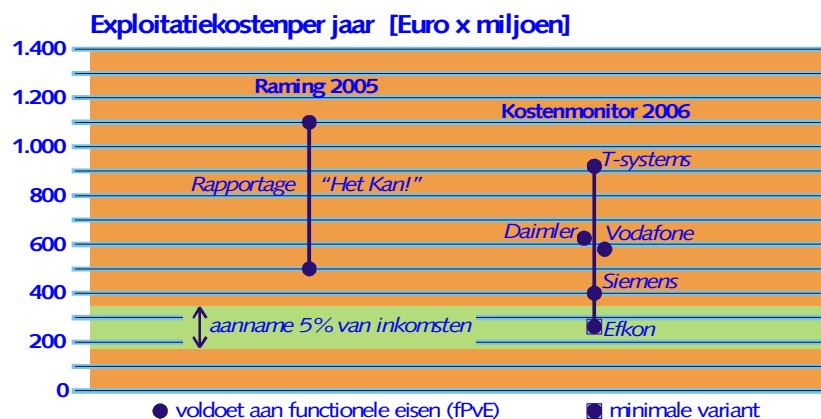 Exploitatiekostenper jaar [Euro x miljoen]
1.400
Raming 2005
1.200
Kostenmonitor 2006
1.000
T-systems
Rapportage "Het Kan!"
800
Daimler
Vodafone
600
Siemens
400
aanname 5% van inkomsten
Efkon
200
0
voldoet aan functionele eisen (fPvE)
minimale variant